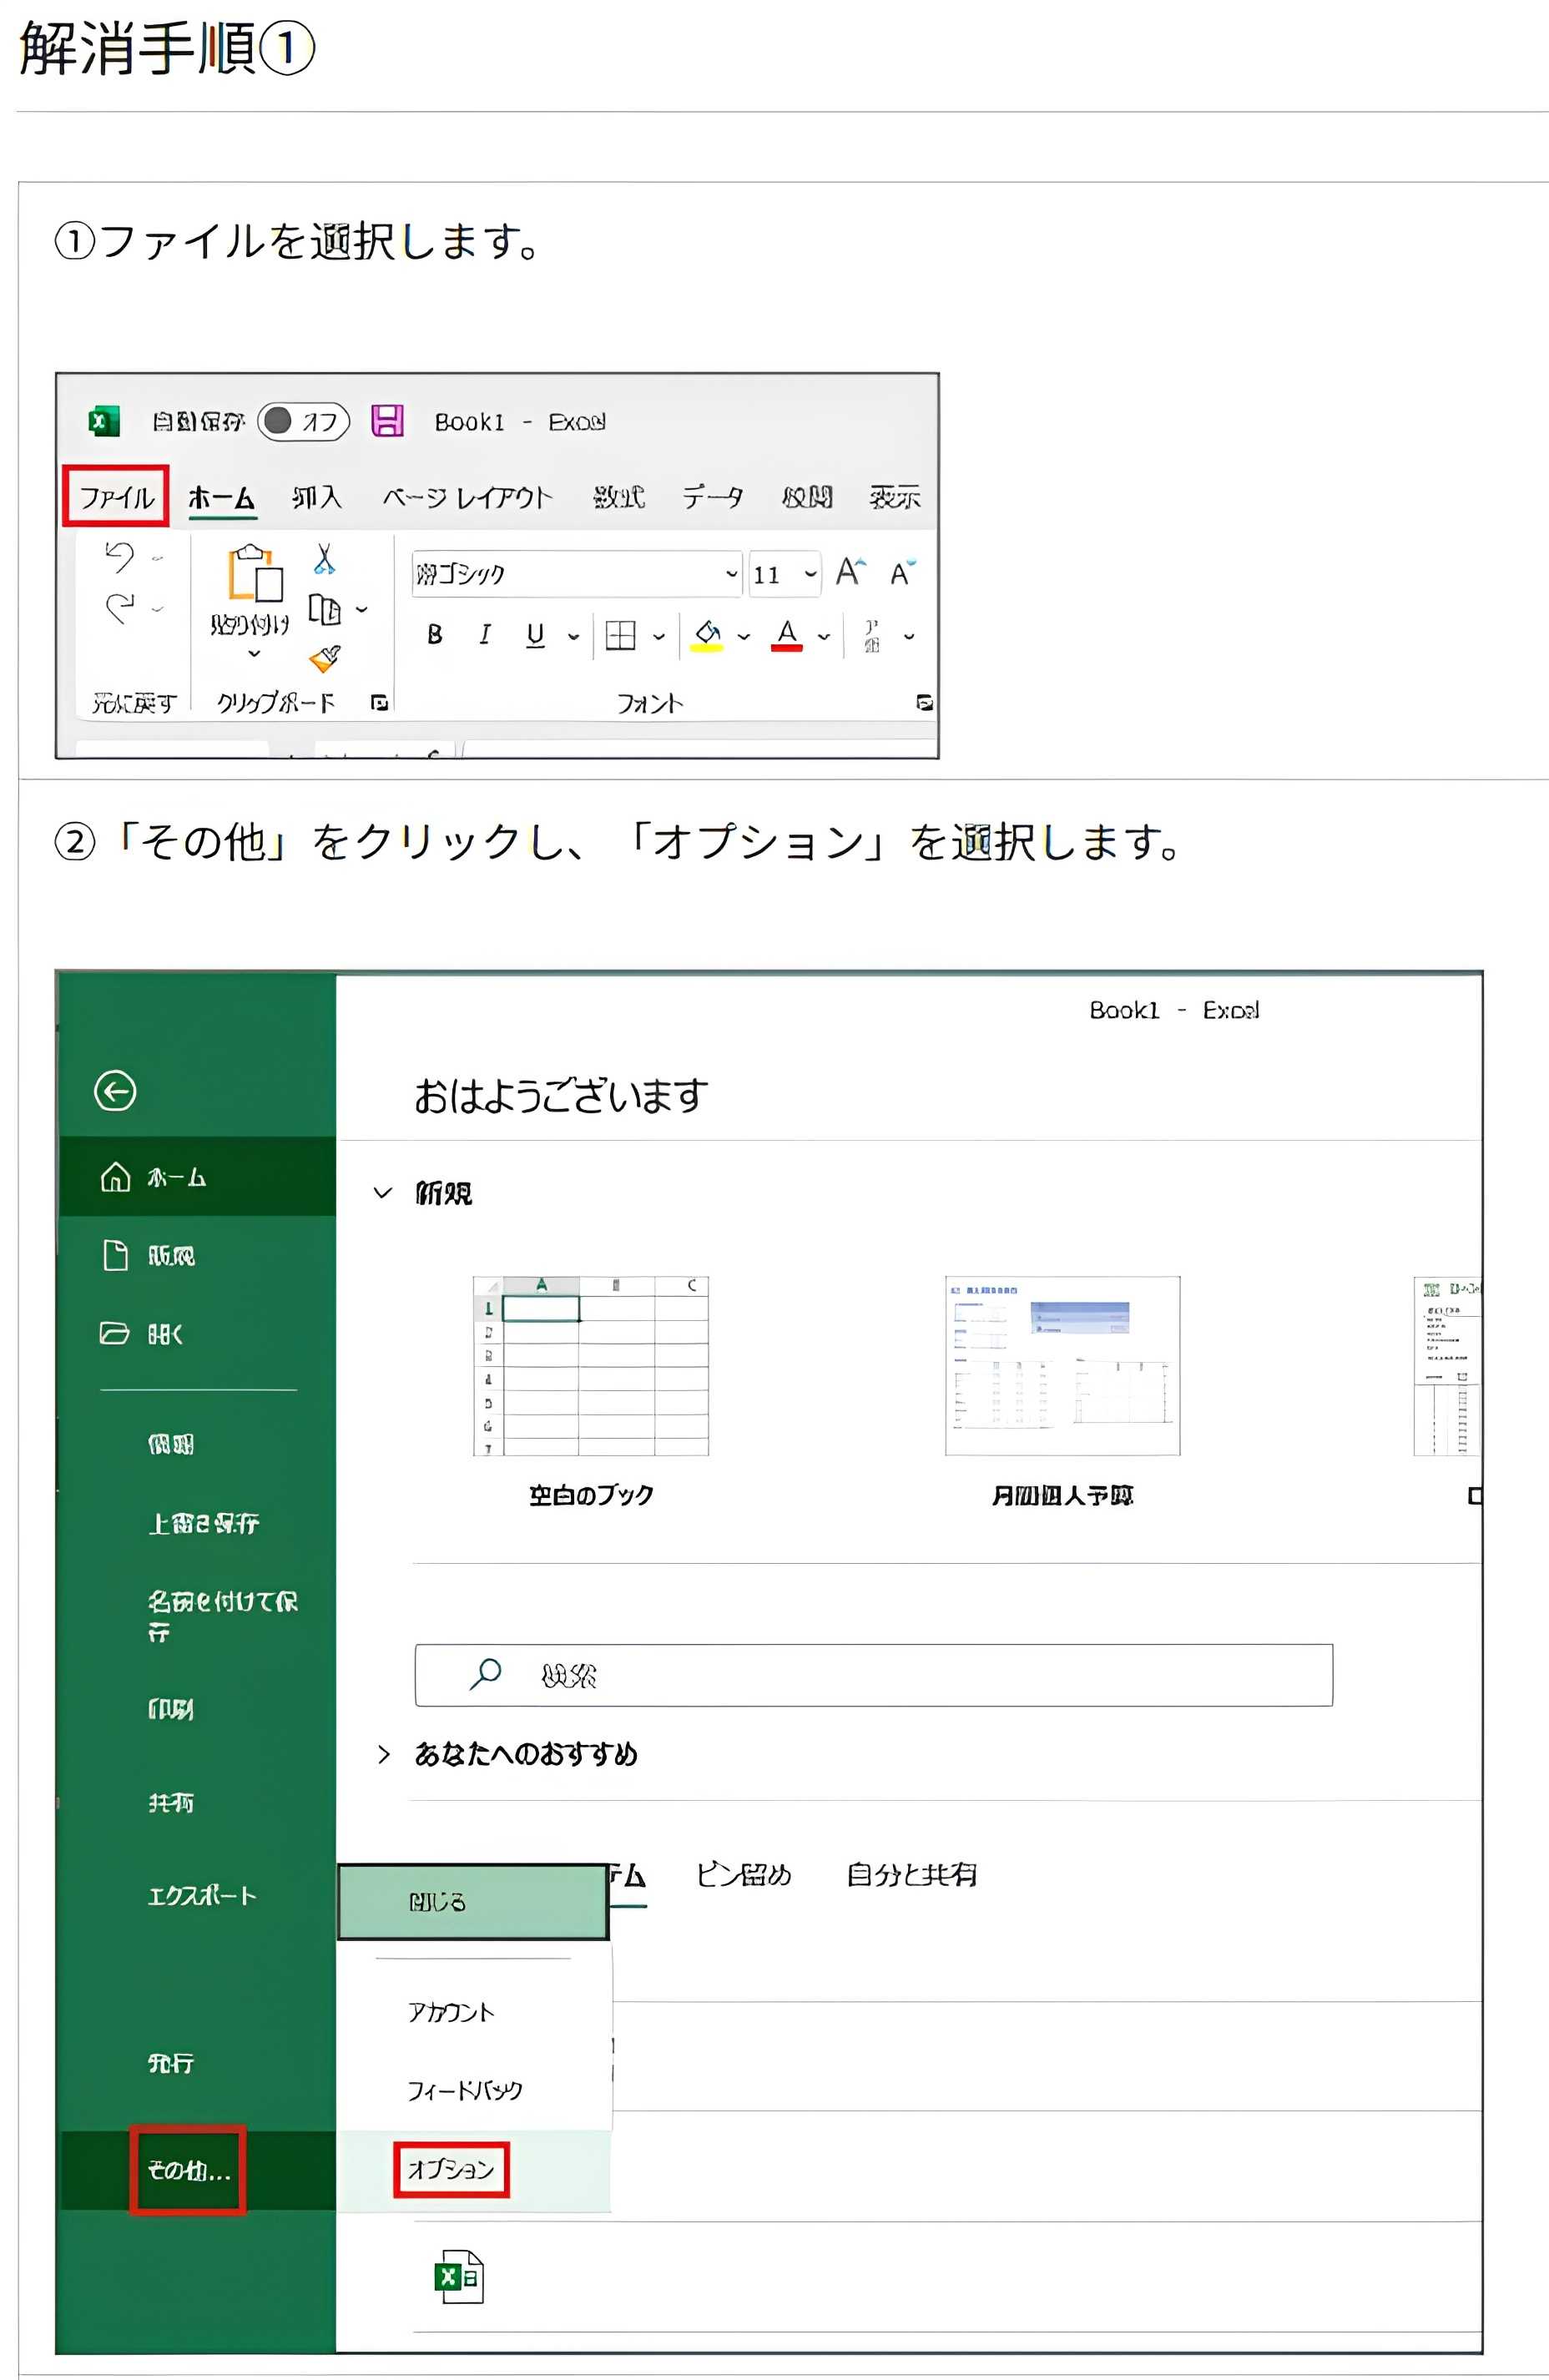 解消手順①
①ファイルを選択します。
自動保存 オフ Book1 - Excel
ファイル ホーム 挿入 ページ レイアウト 数式 データ 校閲 表示
游ゴシック 11 A A
貼り付け
B I U A
元に戻す クリップボード フォント
②「その他」をクリックし、「オプション」を選択します。
Book1 - Excel
おはようございます
ホーム
新規
新規
開く
A C
1
空白のブック 月間個人予算
情報
上書き保存
名前を付けて保
存
検索
印刷
あなたへのおすすめ
共有
テム ピン留め 自分と共有
エクスポート
閉じる
アカウント
発行
フィードバック
その他...
オプション